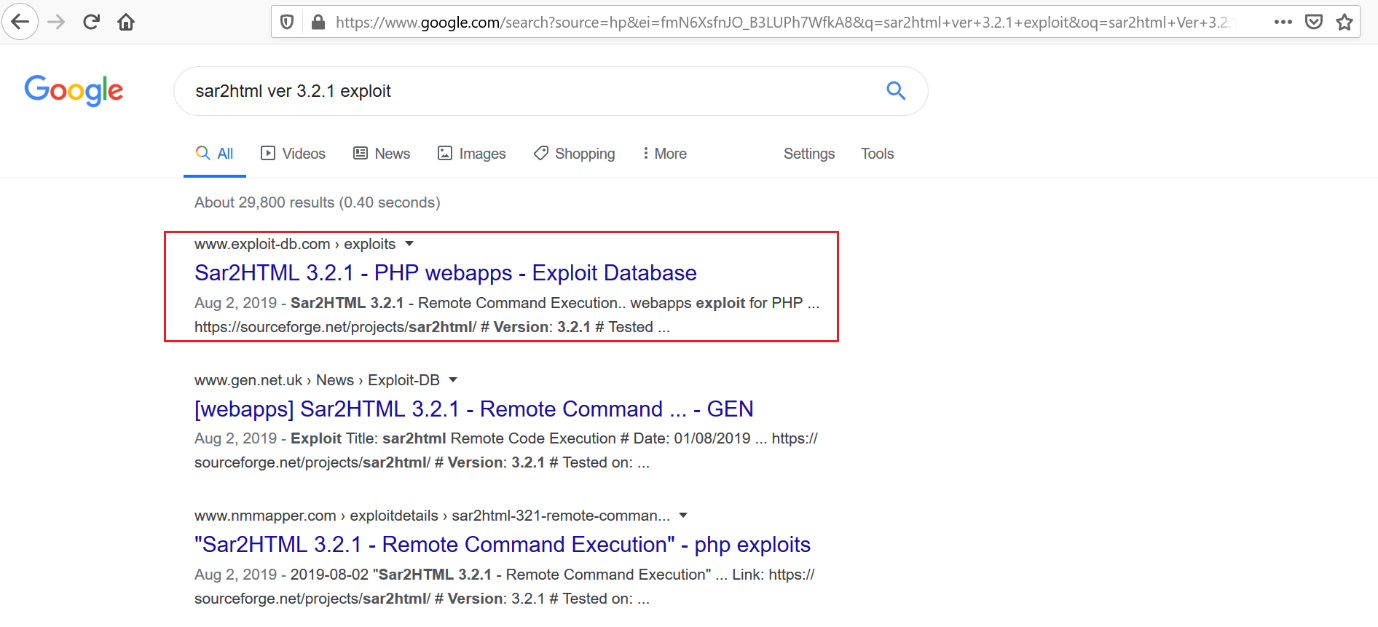 https://www.google.com/search?source=hp&ei=fmN6XsfnJO_B3LUPh7WfkA8&q=sar2html+ver+3.2.1+exploit&oq=sar2html+Ver+3.2.1
Google
sar2html ver 3.2.1 exploit
All Videos News Images Shopping More Settings Tools
About 29,800 results (0.40 seconds)
www.exploit-db.com › exploits
Sar2HTML 3.2.1 - PHP webapps - Exploit Database
Aug 2, 2019 - Sar2HTML 3.2.1 - Remote Command Execution.. webapps exploit for PHP ...
https://sourceforge.net/projects/sar2html/ # Version: 3.2.1 # Tested ...
www.gen.net.uk › News › Exploit-DB
[webapps] Sar2HTML 3.2.1 - Remote Command ... - GEN
Aug 2, 2019 - Exploit Title: sar2html Remote Code Execution # Date: 01/08/2019 ... https://
sourceforge.net/projects/sar2html/ # Version: 3.2.1 # Tested on: ...
www.nmmapper.com › exploitdetails › sar2html-321-remote-comman...
"Sar2HTML 3.2.1 - Remote Command Execution" - php exploits
Aug 2, 2019 - 2019-08-02 "Sar2HTML 3.2.1 - Remote Command Execution" ... Link: https://
sourceforge.net/projects/sar2html/ # Version: 3.2.1 # Tested on: ...